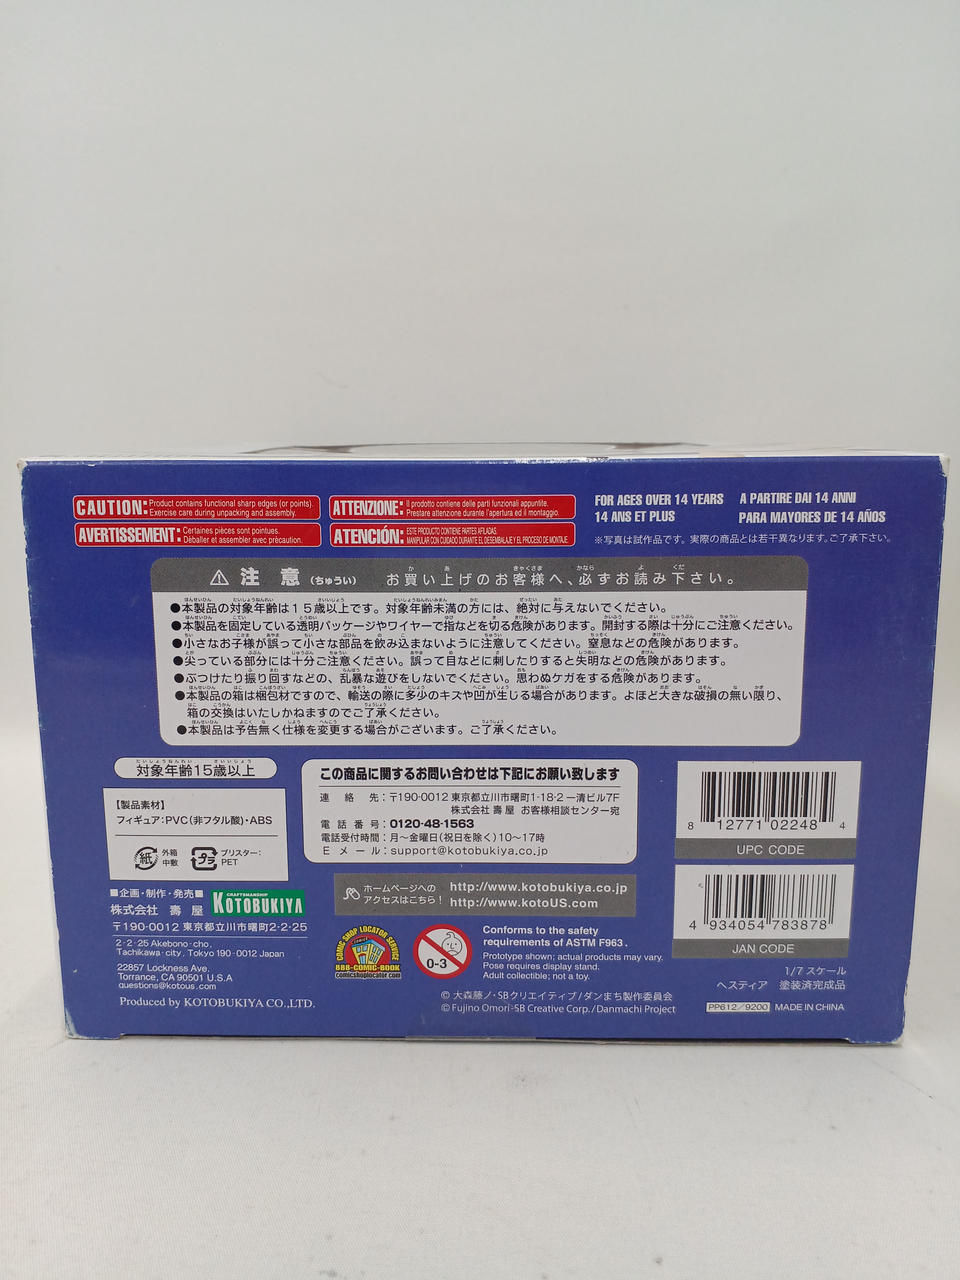 CAUTION: Product contains functional sharp edges (or points). Exercise care during unpacking and assembly.
ATTENZIONE: Il prodotto contiene delle parti funzionali appuntite. Prestare attenzione durante l'apertura ed il montaggio.
AVERTISSEMENT: Certaines pièces sont pointues. Déballer et assembler avec précaution.
ATENCIÓN: ESTE PRODUCTO CONTIENE PARTES AFILADAS. MANIPULAR CON CUIDADO DURANTE EL DESEMBALAJE Y EL PROCESO DE MONTAJE.
FOR AGES OVER 14 YEARS
A PARTIRE DAI 14 ANNI
14 ANS ET PLUS
PARA MAYORES DE 14 AÑOS
※写真は試作品です。実際の商品とは若干異なります。ご了承ください。
⚠ 注意(ちゅうい) お買い上げのお客様へ、必ずお読み下さい。
●本製品の対象年齢は15歳以上です。対象年齢未満の方には、絶対に与えないでください。
●本製品を固定している透明パッケージやワイヤーで指などを切る危険があります。開封する際は十分にご注意ください。
●小さなお子様が誤って小さな部品を飲み込まないように注意してください。窒息などの危険があります。
●尖っている部分には十分ご注意ください。誤って目などに刺したりすると失明などの危険があります。
●ぶつけたり振り回すなどの、乱暴な遊びをしないでください。思わぬケガをする危険があります。
●本製品の箱は梱包材ですので、輸送の際に多少のキズや凹が生じる場合があります。よほど大きな破損の無い限り、
箱の交換はいたしかねますのでご了承ください。
●本製品は予告無く仕様を変更する場合がございます。ご了承ください。
対象年齢15歳以上
【製品素材】
フィギュア:PVC(非フタル酸)・ABS
紙 外箱 中敷
プラ ブリスター: PET
この商品に関するお問い合わせは下記にお願い致します
連絡先:〒190-0012 東京都立川市曙町1-18-2 一清ビル7F
株式会社 壽屋 お客様相談センター宛
電話番号:0120-48-1563
電話受付時間:月〜金曜日(祝日を除く)10〜17時
Eメール:support@kotobukiya.co.jp
8 12771 02248 4
UPC CODE
4 934054 783878
JAN CODE
■企画・制作・発売■
株式会社 壽屋
CRAFTSMANSHIP
KOTOBUKIYA
〒190-0012 東京都立川市曙町2-2-25
2-2-25 Akebono-cho,
Tachikawa-city, Tokyo 190-0012 Japan
22857 Lockness Ave.
Torrance, CA 90501 U.S.A
questions@kotous.com
Produced by KOTOBUKIYA CO.,LTD.
ホームページへの
アクセスはこちら!
http://www.kotobukiya.co.jp
http://www.kotoUS.com
COMIC SHOP LOCATOR SERVICE
COMICS
888-COMIC-BOOK
comicshoplocator.com
0-3
Conforms to the safety
requirements of ASTM F963.
Prototype shown; actual products may vary.
Pose requires display stand.
Adult collectible; not a toy.
© 大森藤ノ・SBクリエイティブ/ダンまち製作委員会
© Fujino Omori・SB Creative Corp./Danmachi Project
1/7 スケール
ヘスティア 塗装済完成品
PP612/9200 MADE IN CHINA